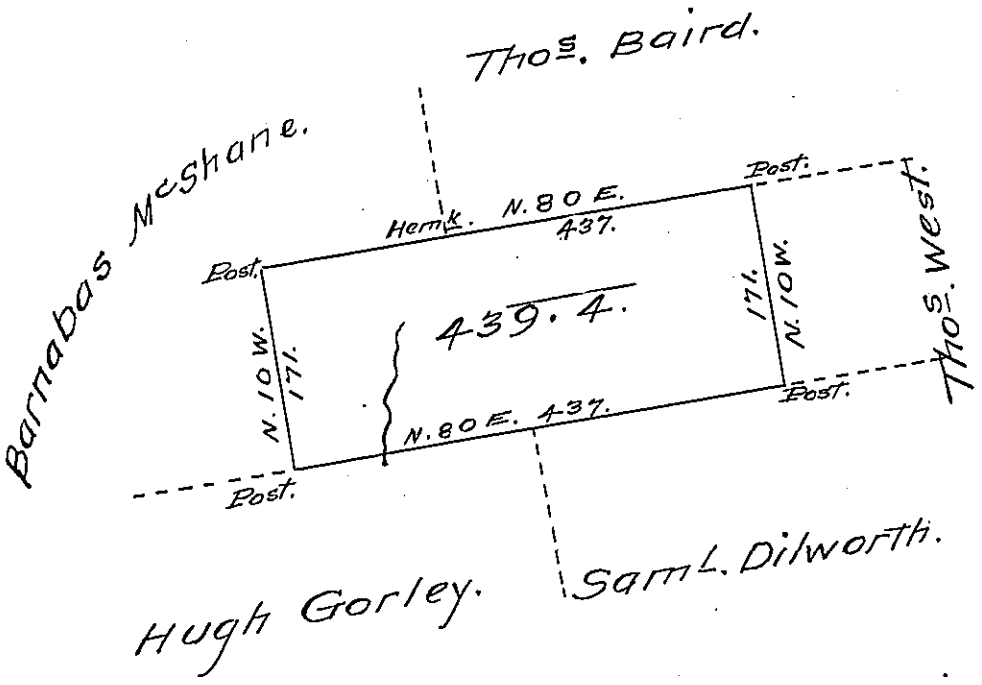 Thoˢ. Baird.
Barnabas McShane.
Post.
Hemk.
N. 80 E.
437.
Post.
Thoˢ. West.
Post.
N. 10 W.
171.
439. 4.
171.
N. 10 W.
N. 80 E. 437.
Post.
Post.
Hugh Gorley.
Samᴸ. Dilworth.